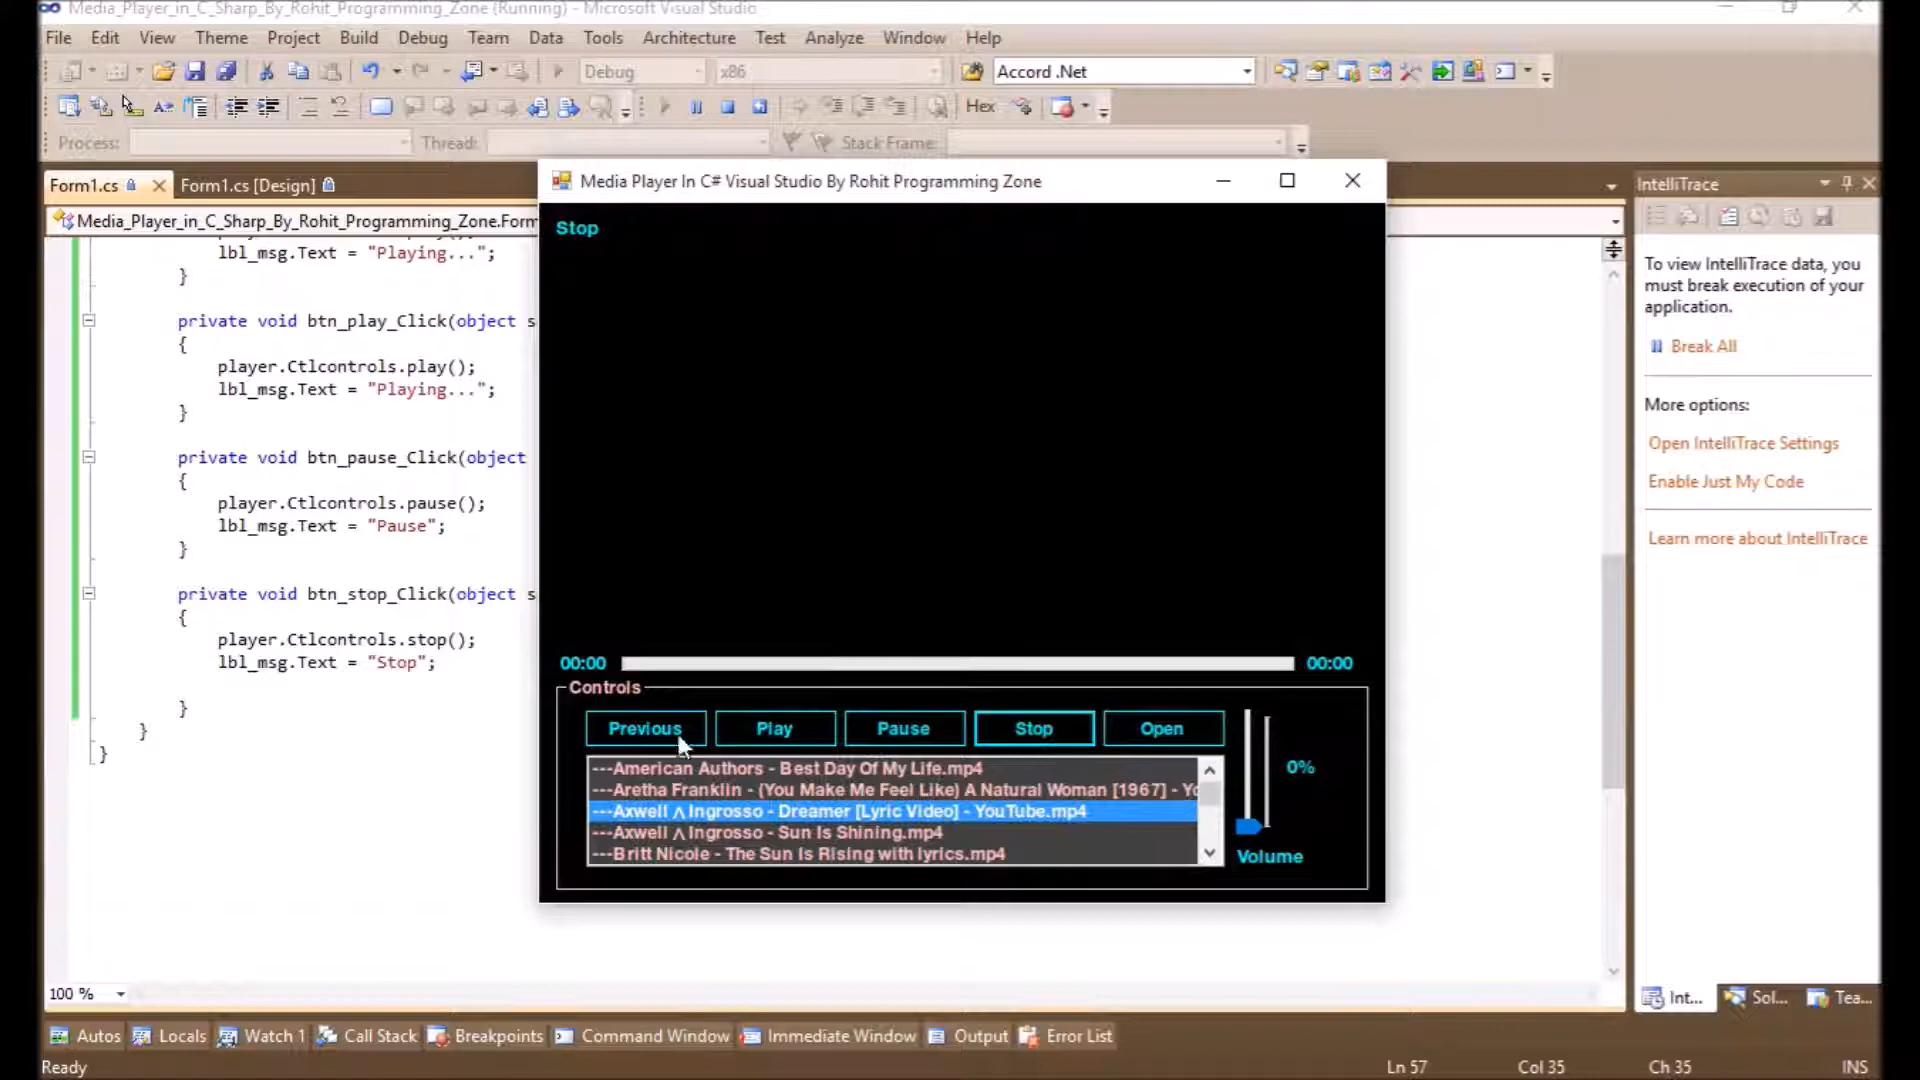 Media_Player_in_C_Sharp_By_Rohit_Programming_Zone (Running) - Microsoft Visual Studio
File Edit View Theme Project Build Debug Team Data Tools Architecture Test Analyze Window Help
Debug x86 Accord .Net
Hex
Process: Thread: Stack Frame:
Form1.cs Form1.cs [Design]
Media_Player_in_C_Sharp_By_Rohit_Programming_Zone.Form
lbl_msg.Text = "Playing...";
}
private void btn_play_Click(object s
{
player.Ctlcontrols.play();
lbl_msg.Text = "Playing...";
}
private void btn_pause_Click(object
{
player.Ctlcontrols.pause();
lbl_msg.Text = "Pause";
}
private void btn_stop_Click(object s
{
player.Ctlcontrols.stop();
lbl_msg.Text = "Stop";
}
}
}
100 %
Media Player In C# Visual Studio By Rohit Programming Zone
Stop
00:00 00:00
Controls
Previous Play Pause Stop Open
---American Authors - Best Day Of My Life.mp4
---Aretha Franklin - (You Make Me Feel Like) A Natural Woman [1967] - Yo
---Axwell Λ Ingrosso - Dreamer [Lyric Video] - YouTube.mp4
---Axwell Λ Ingrosso - Sun Is Shining.mp4
---Britt Nicole - The Sun Is Rising with lyrics.mp4
0%
Volume
IntelliTrace
To view IntelliTrace data, you
must break execution of your
application.
Break All
More options:
Open IntelliTrace Settings
Enable Just My Code
Learn more about IntelliTrace
Int... Sol... Tea...
Autos Locals Watch 1 Call Stack Breakpoints Command Window Immediate Window Output Error List
Ready Ln 57 Col 35 Ch 35 INS